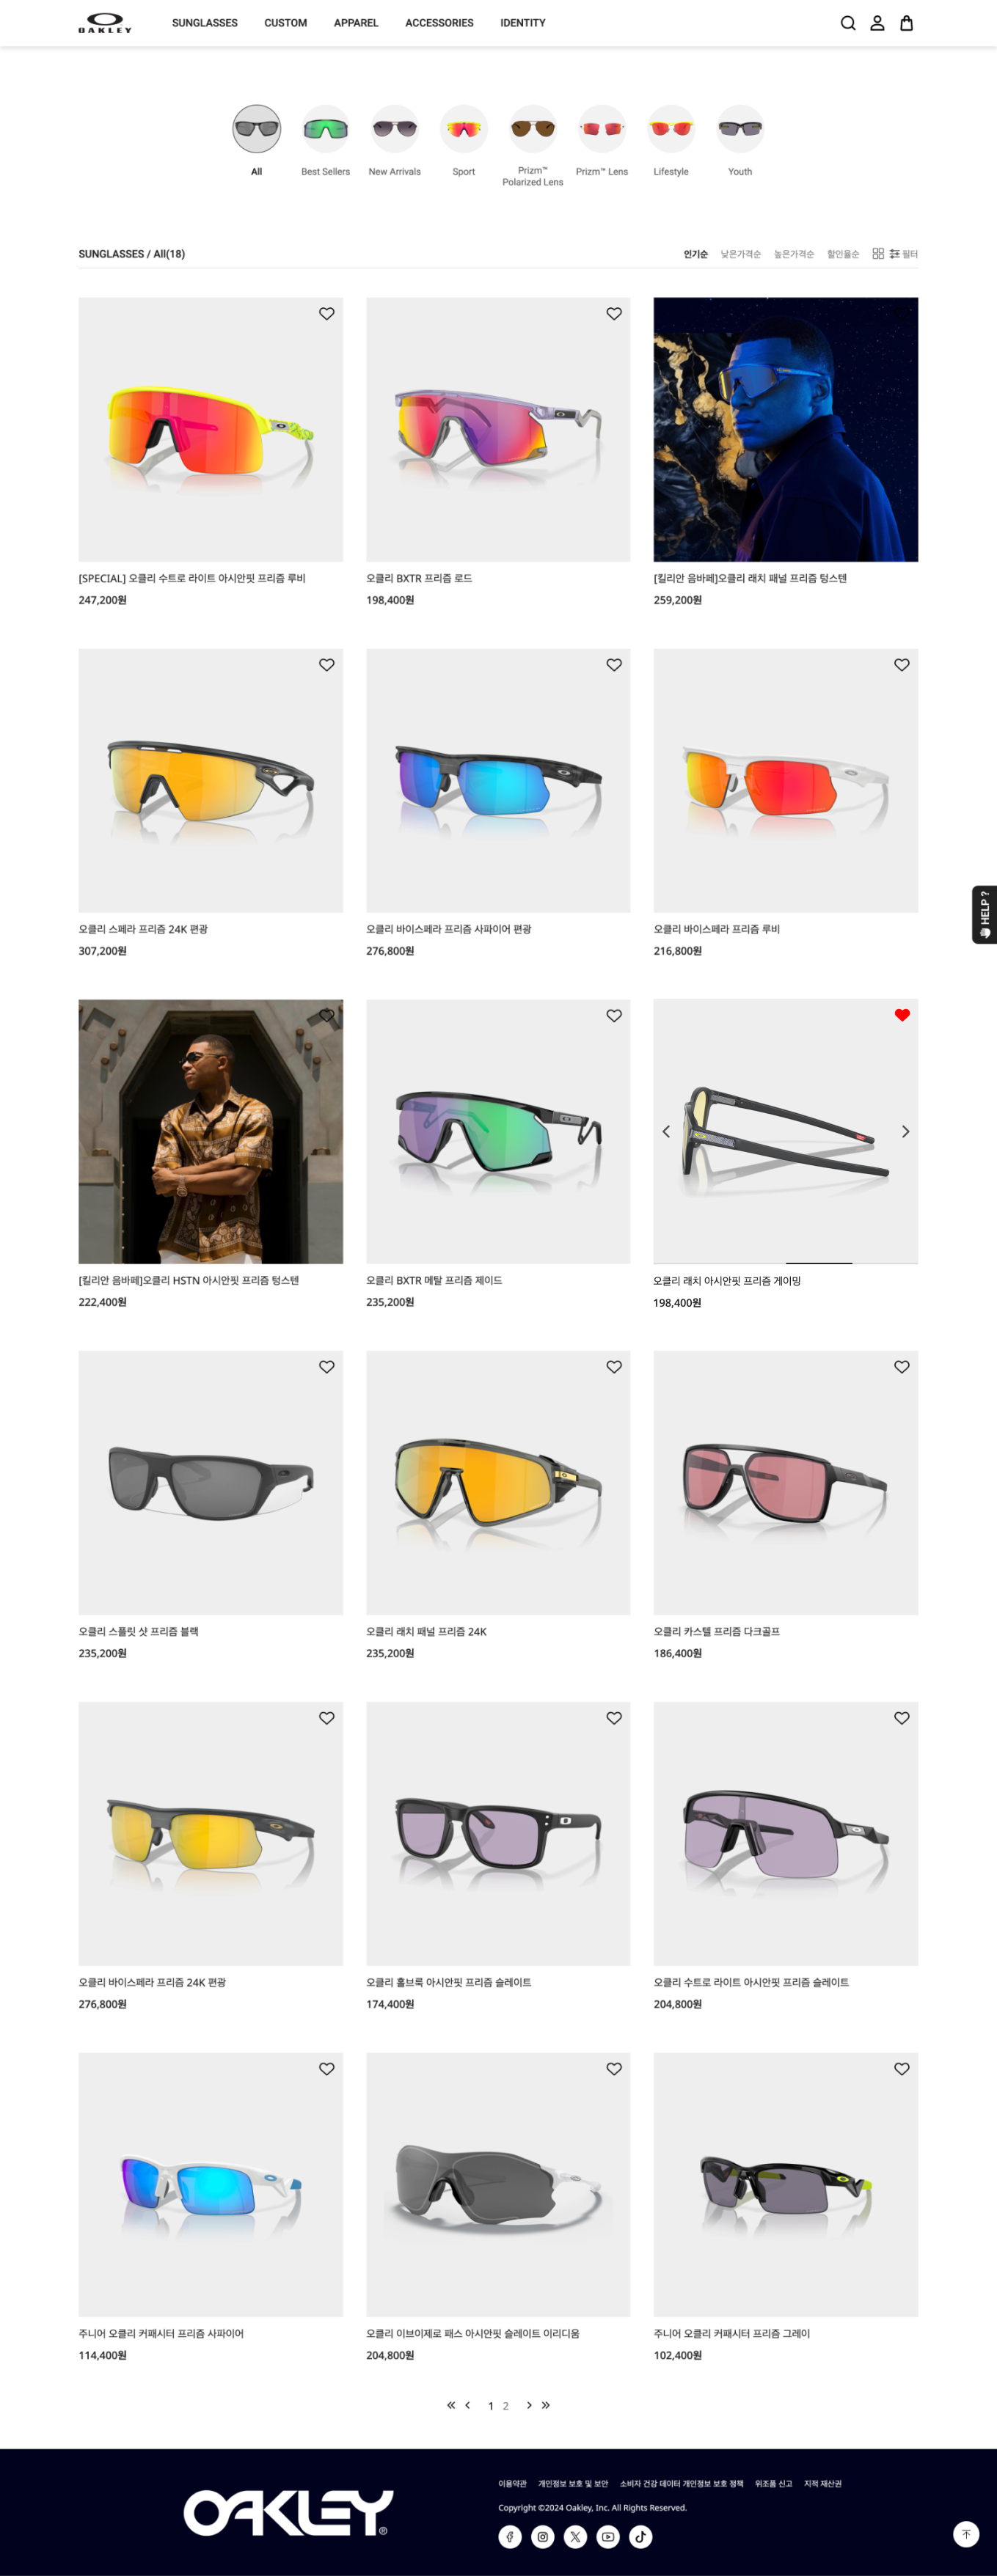 OAKLEY
SUNGLASSES CUSTOM APPAREL ACCESSORIES IDENTITY
All Best Sellers New Arrivals Sport Prizm™ Polarized Lens Prizm™ Lens Lifestyle Youth
SUNGLASSES / All(18)
인기순 낮은가격순 높은가격순 할인율순 필터
[SPECIAL] 오클리 수트로 라이트 아시안핏 프리즘 루비
247,200원
오클리 BXTR 프리즘 로드
198,400원
[킬리안 음바페]오클리 래치 패널 프리즘 텅스텐
259,200원
오클리 스페라 프리즘 24K 편광
307,200원
오클리 바이스페라 프리즘 사파이어 편광
276,800원
오클리 바이스페라 프리즘 루비
216,800원
HELP ?
[킬리안 음바페]오클리 HSTN 아시안핏 프리즘 텅스텐
222,400원
오클리 BXTR 메탈 프리즘 제이드
235,200원
오클리 래치 아시안핏 프리즘 게이밍
198,400원
오클리 스플릿 샷 프리즘 블랙
235,200원
오클리 래치 패널 프리즘 24K
235,200원
오클리 카스텔 프리즘 다크골프
186,400원
오클리 바이스페라 프리즘 24K 편광
276,800원
오클리 홀브룩 아시안핏 프리즘 슬레이트
174,400원
오클리 수트로 라이트 아시안핏 프리즘 슬레이트
204,800원
주니어 오클리 커패시터 프리즘 사파이어
114,400원
오클리 이브이제로 패스 아시안핏 슬레이트 이리디움
204,800원
주니어 오클리 커패시터 프리즘 그레이
102,400원
« ‹ 1 2 › »
OAKLEY®
이용약관 개인정보 보호 및 보안 소비자 건강 데이터 개인정보 보호 정책 위조품 신고 지적 재산권
Copyright ©2024 Oakley, Inc. All Rights Reserved.